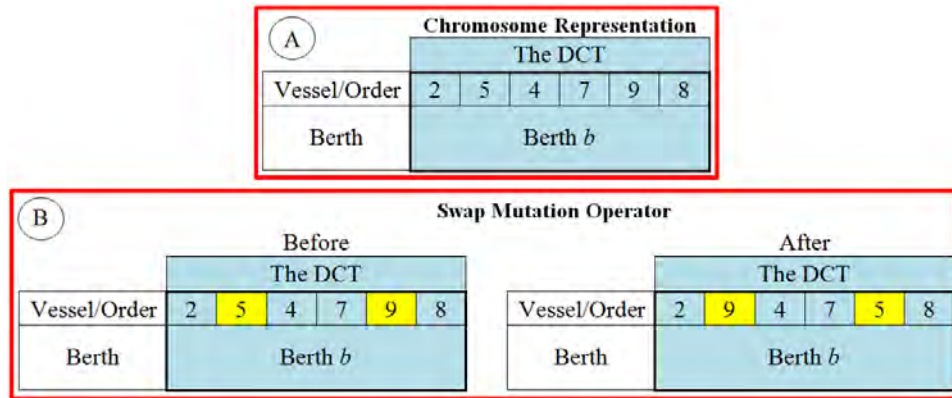 A
Chromosome Representation
The DCT
Vessel/Order 2 5 4 7 9 8
Berth Berth b
B
Swap Mutation Operator
Before
The DCT
Vessel/Order 2 5 4 7 9 8
Berth Berth b
After
The DCT
Vessel/Order 2 9 4 7 5 8
Berth Berth b